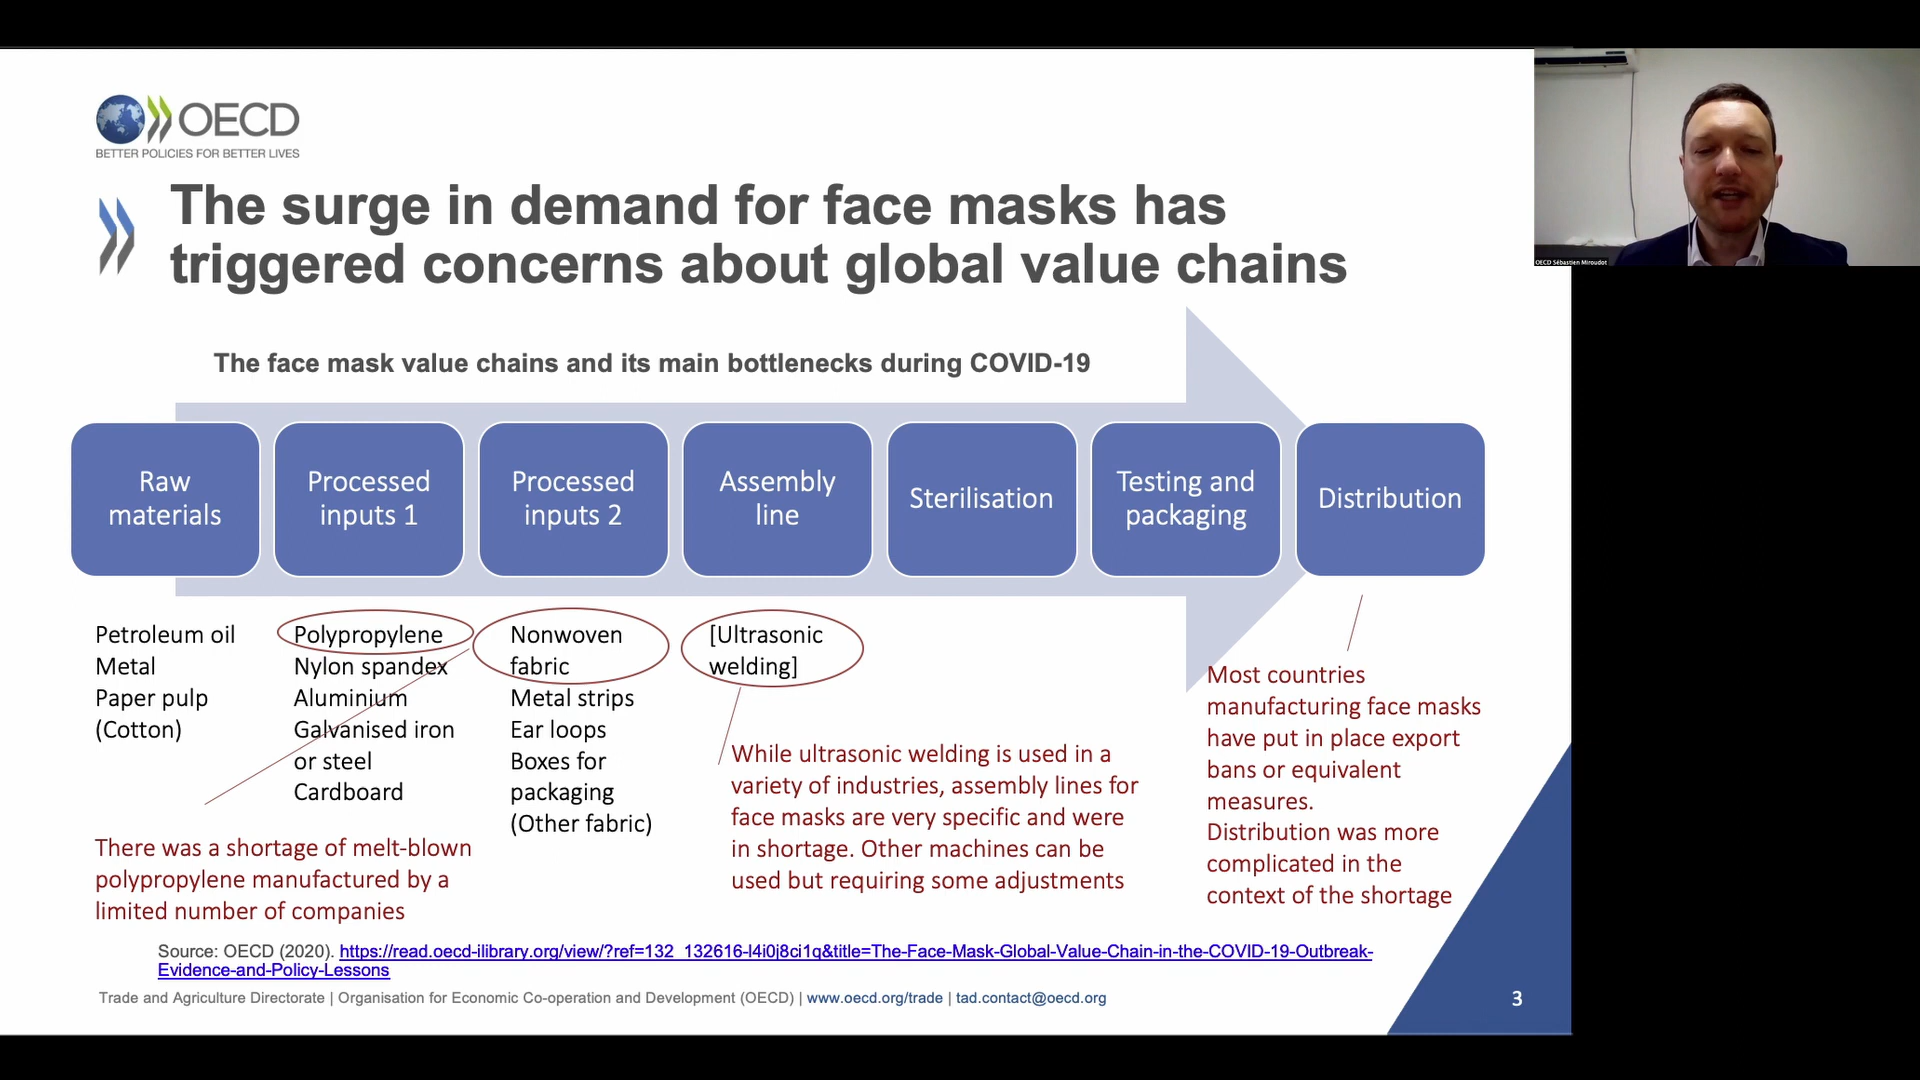 OECD
BETTER POLICIES FOR BETTER LIVES
The surge in demand for face masks has
triggered concerns about global value chains
OECD Sébastien Miroudot
The face mask value chains and its main bottlenecks during COVID-19
Raw
materials
Processed
inputs 1
Processed
inputs 2
Assembly
line
Sterilisation
Testing and
packaging
Distribution
Petroleum oil
Metal
Paper pulp
(Cotton)
Polypropylene
Nylon spandex
Aluminium
Galvanised iron
or steel
Cardboard
Nonwoven
fabric
Metal strips
Ear loops
Boxes for
packaging
(Other fabric)
[Ultrasonic
welding]
There was a shortage of melt-blown
polypropylene manufactured by a
limited number of companies
While ultrasonic welding is used in a
variety of industries, assembly lines for
face masks are very specific and were
in shortage. Other machines can be
used but requiring some adjustments
Most countries
manufacturing face masks
have put in place export
bans or equivalent
measures.
Distribution was more
complicated in the
context of the shortage
Source: OECD (2020). https://read.oecd-ilibrary.org/view/?ref=132_132616-l4i0j8ci1q&title=The-Face-Mask-Global-Value-Chain-in-the-COVID-19-Outbreak-
Evidence-and-Policy-Lessons
Trade and Agriculture Directorate | Organisation for Economic Co-operation and Development (OECD) | www.oecd.org/trade | tad.contact@oecd.org
3